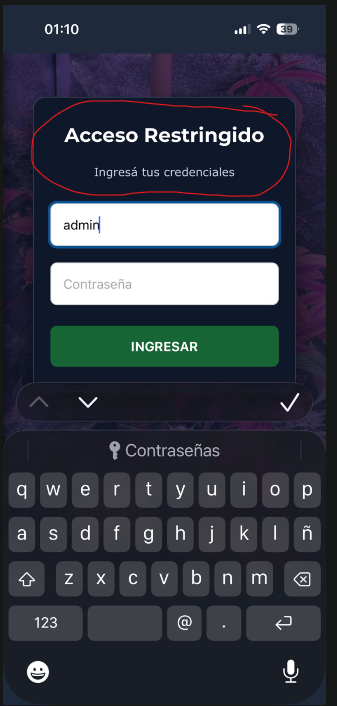 01:10
39
Acceso Restringido
Ingresá tus credenciales
admin
Contraseña
INGRESAR
Contraseñas
q w e r t y u i o p
a s d f g h j k l ñ
z x c v b n m
123 @ .